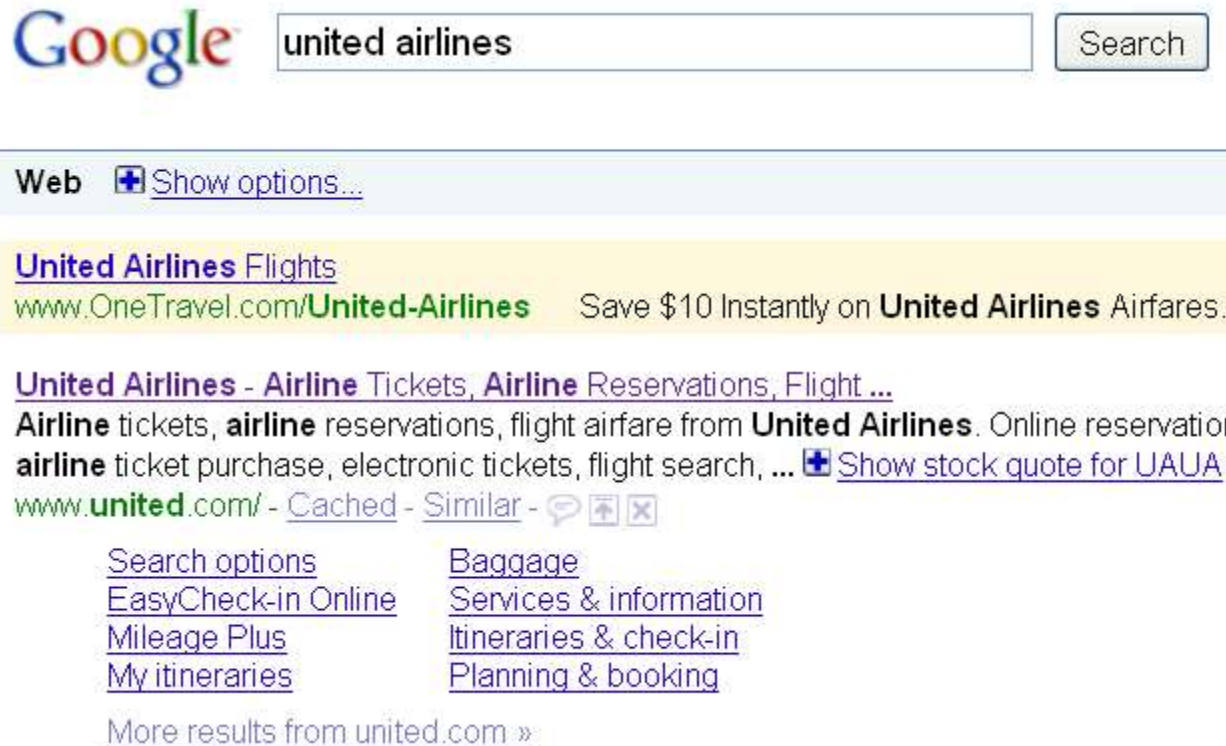 Google united airlines Search
Web Show options...
United Airlines Flights
www.OneTravel.com/United-Airlines Save $10 Instantly on United Airlines Airfares.
United Airlines - Airline Tickets, Airline Reservations, Flight ...
Airline tickets, airline reservations, flight airfare from United Airlines. Online reservation
airline ticket purchase, electronic tickets, flight search, ... Show stock quote for UAUA
www.united.com/ - Cached - Similar -
Search options Baggage
EasyCheck-in Online Services & information
Mileage Plus Itineraries & check-in
My itineraries Planning & booking
More results from united.com »